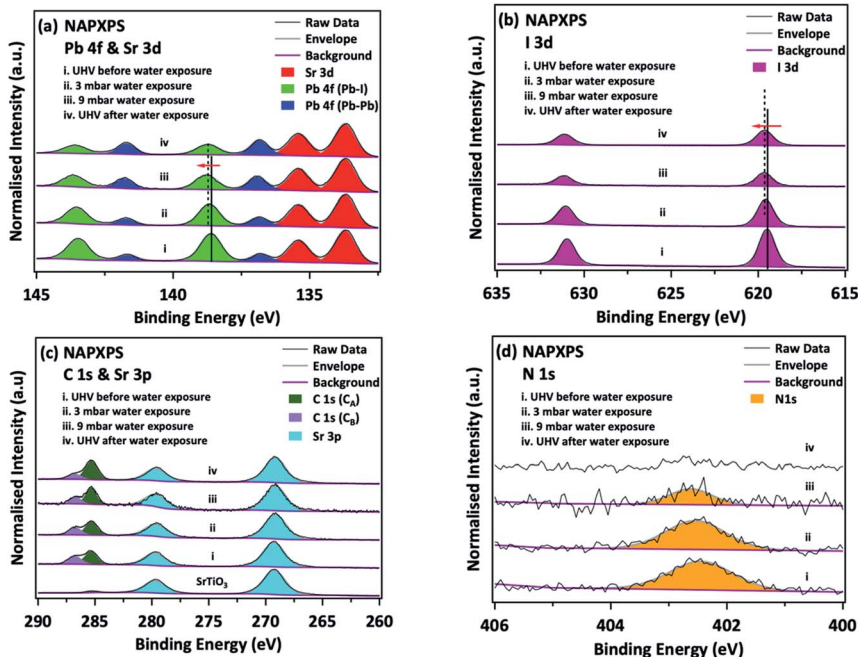 (a) NAPXPS
Pb 4f & Sr 3d
i. UHV before water exposure
ii. 3 mbar water exposure
iii. 9 mbar water exposure
iv. UHV after water exposure
Raw Data
Envelope
Background
Sr 3d
Pb 4f (Pb-I)
Pb 4f (Pb-Pb)
iv
iii
ii
i
Normalised Intensity (a.u.)
145 140 135
Binding Energy (eV)
(b) NAPXPS
I 3d
i. UHV before water exposure
ii. 3 mbar water exposure
iii. 9 mbar water exposure
iv. UHV after water exposure
Raw Data
Envelope
Background
I 3d
iv
iii
ii
i
Normalised Intensity (a.u.)
635 630 625 620 615
Binding Energy (eV)
(c) NAPXPS
C 1s & Sr 3p
i. UHV before water exposure
ii. 3 mbar water exposure
iii. 9 mbar water exposure
iv. UHV after water exposure
Raw Data
Envelope
Background
C 1s (CA)
C 1s (CB)
Sr 3p
iv
iii
ii
i
SrTiO3
Normalised Intensity (a.u)
290 285 280 275 270 265 260
Binding Energy (eV)
(d) NAPXPS
N 1s
i. UHV before water exposure
ii. 3 mbar water exposure
iii. 9 mbar water exposure
iv. UHV after water exposure
Raw Data
Envelope
Background
N1s
iv
iii
ii
i
Normalised Intensity (a.u.)
406 404 402 400
Binding Energy (eV)